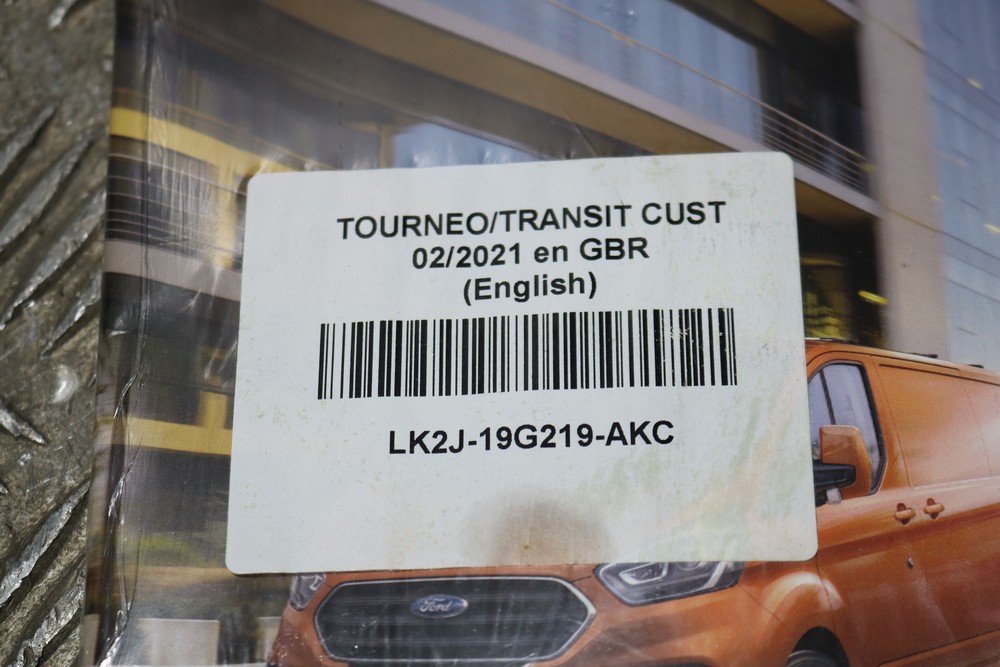 TOURNEO/TRANSIT CUST
02/2021 en GBR
(English)
LK2J-19G219-AKC
Ford